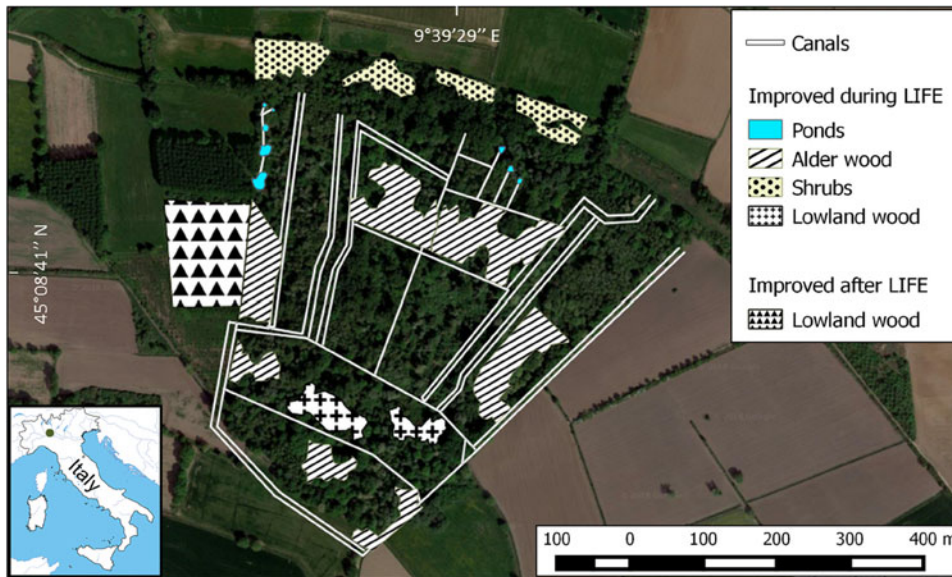 9°39'29'' E
45°08'41'' N
Canals
Improved during LIFE
Ponds
Alder wood
Shrubs
Lowland wood
Improved after LIFE
Lowland wood
Italy
100 0 100 200 300 400 m